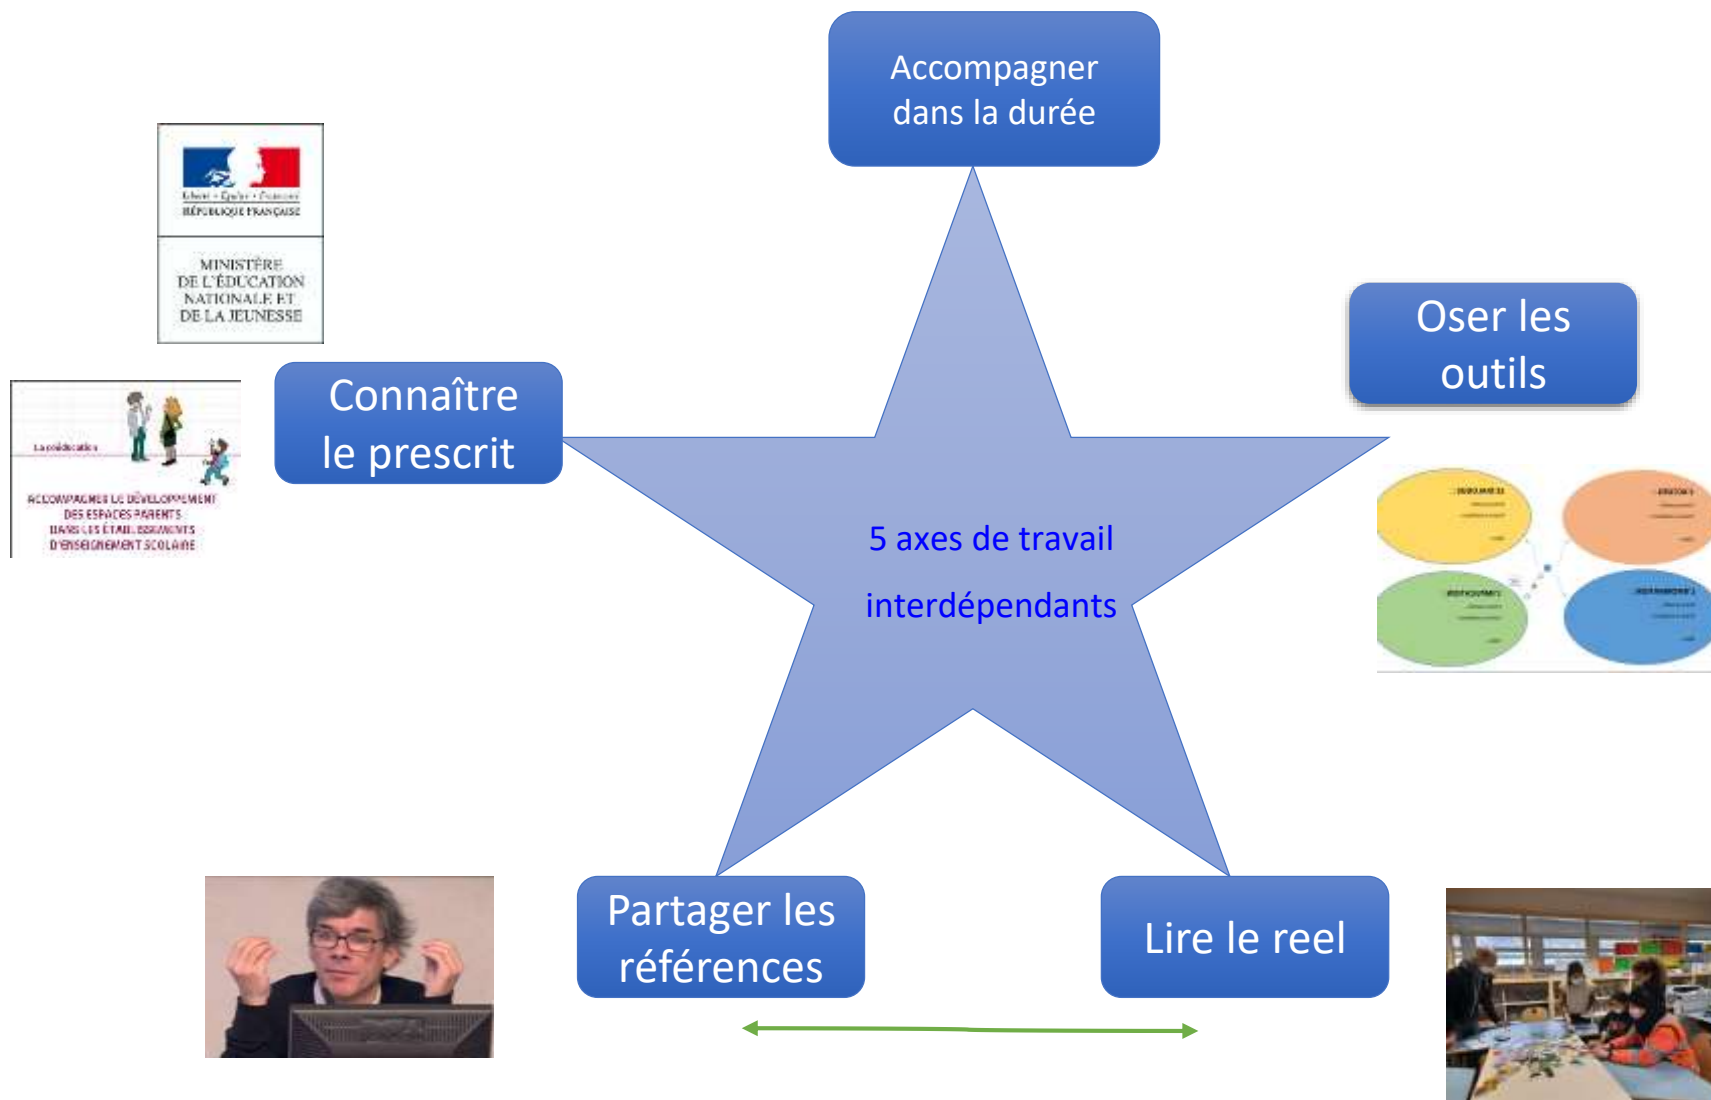 Accompagner
dans la durée
RÉPUBLIQUE FRANÇAISE
MINISTÈRE
DE L'ÉDUCATION
NATIONALE ET
DE LA JEUNESSE
Oser les
outils
Connaître
le prescrit
La coéducation
ACCOMPAGNER LE DÉVELOPPEMENT
DES ESPACES PARENTS
DANS LES ÉTABLISSEMENTS
D'ENSEIGNEMENT SCOLAIRE
5 axes de travail
interdépendants
Partager les
références
Lire le reel